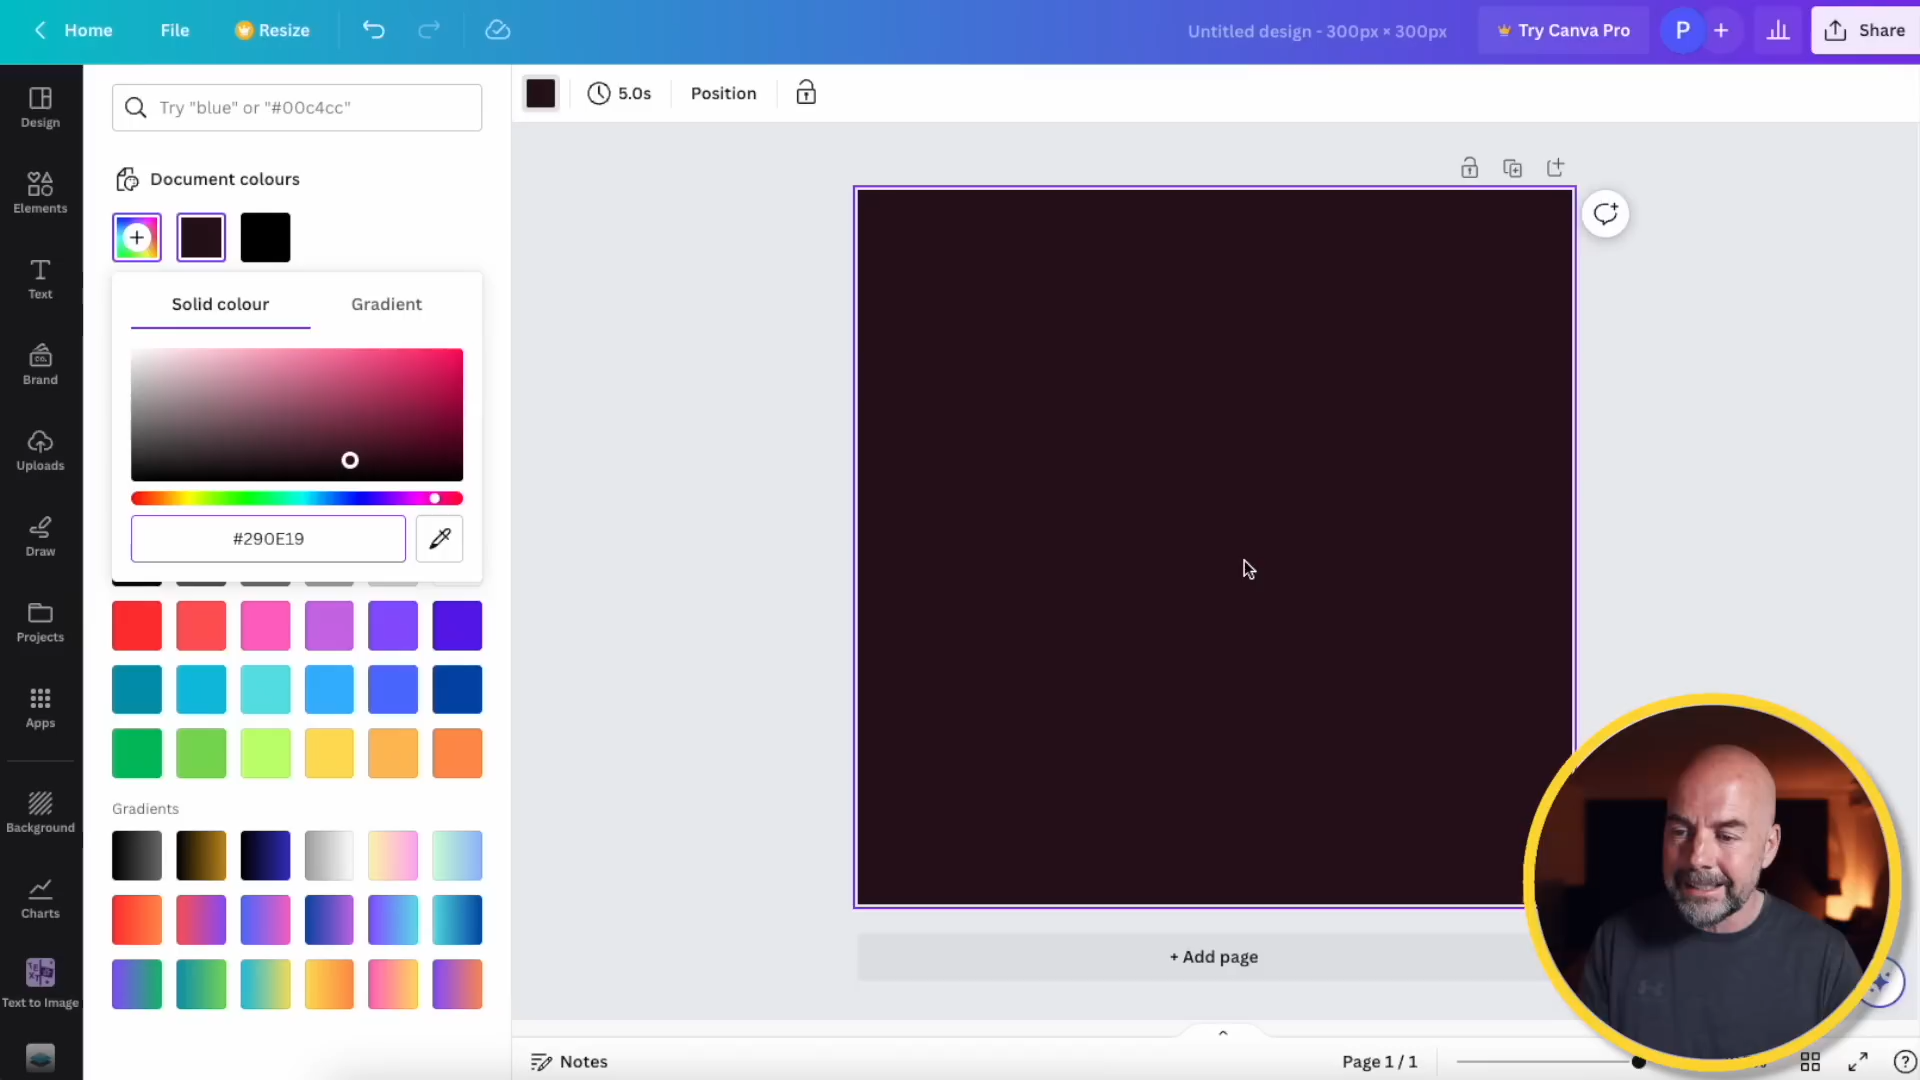 Home
File
Resize
Untitled design - 300px × 300px
Try Canva Pro
P
Share
Design
Elements
Text
Brand
CO.
Uploads
Draw
Projects
Apps
Background
Charts
Text to Image
Try "blue" or "#00c4cc"
Document colours
Solid colour
Gradient
#290E19
Gradients
5.0s
Position
+ Add page
Notes
Page 1 / 1